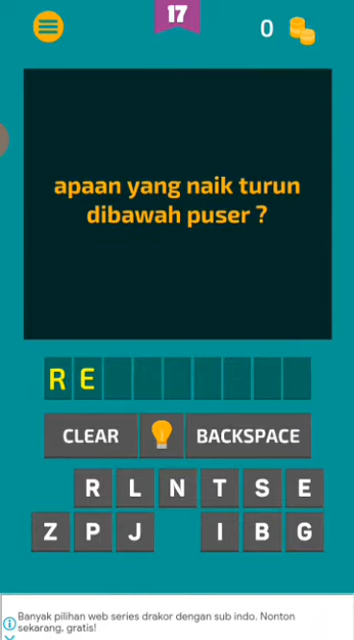 17
0
apaan yang naik turun
dibawah puser ?
R E
CLEAR
BACKSPACE
R L N T S E
Z P J I B G
Banyak pilihan web series drakor dengan sub indo. Nonton
sekarang, gratis!